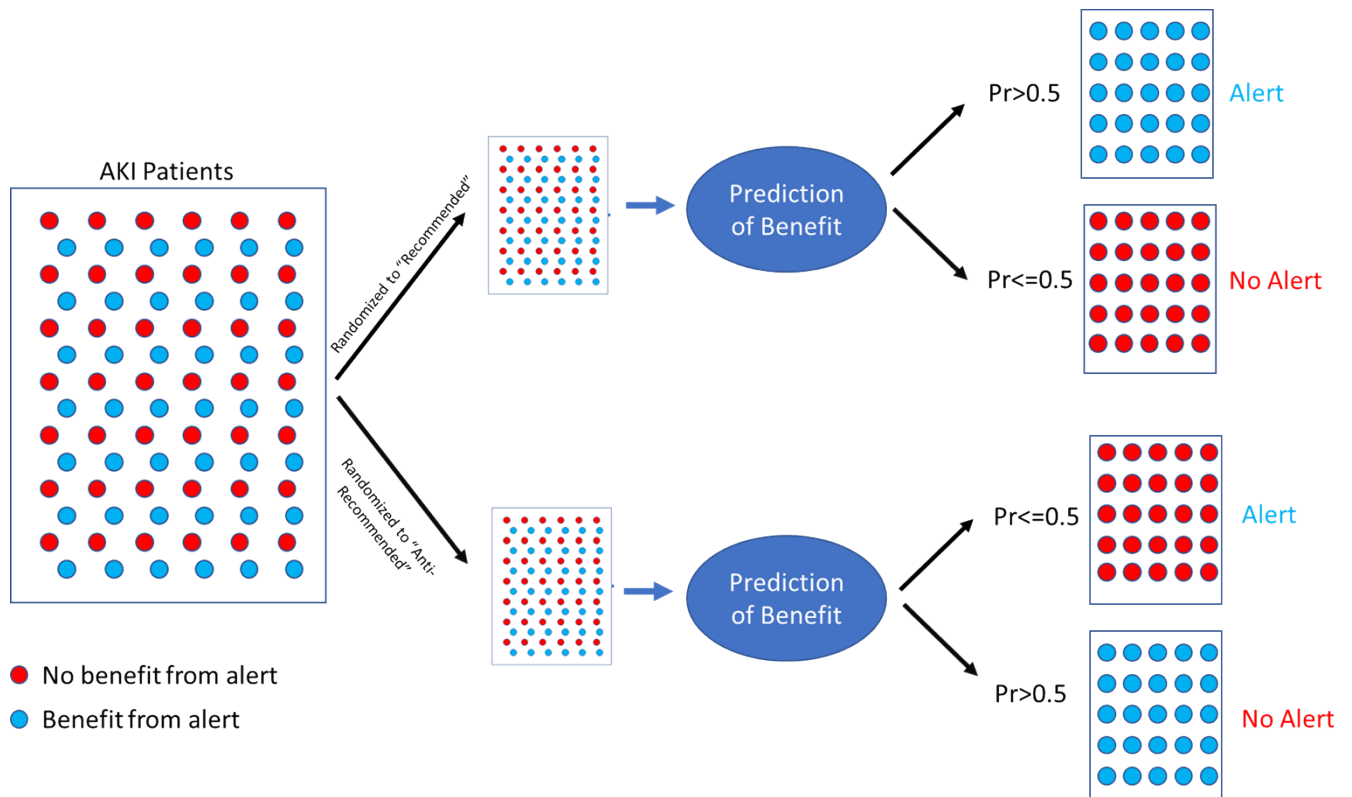 AKI Patients
Randomized to “Recommended”
Randomized to “Anti-
Recommended”
Prediction
of Benefit
Pr>0.5
Alert
Pr<=0.5
No Alert
Prediction
of Benefit
Pr<=0.5
Alert
Pr>0.5
No Alert
No benefit from alert
Benefit from alert